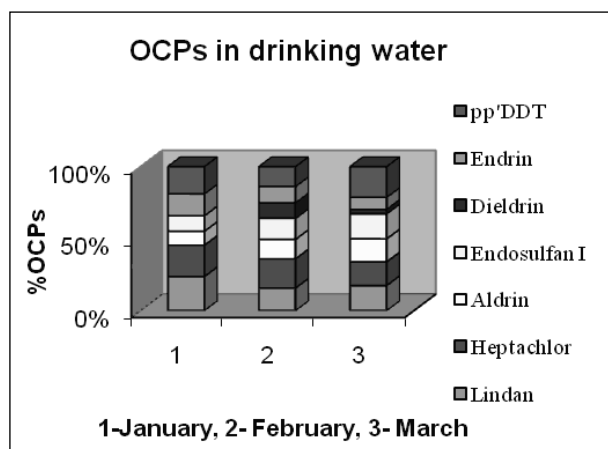 OCPs in drinking water
%OCPs
100%
50%
0%
1 2 3
pp'DDT
Endrin
Dieldrin
Endosulfan I
Aldrin
Heptachlor
Lindan
1-January, 2- February, 3- March